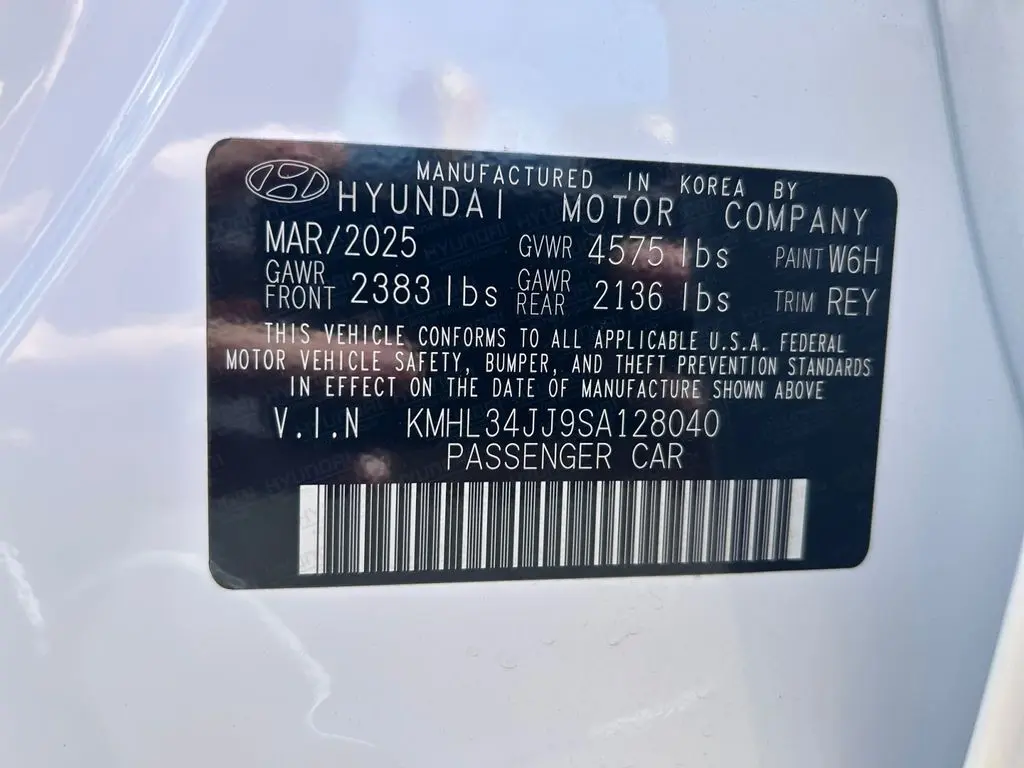 MANUFACTURED IN KOREA BY
HYUNDAI MOTOR COMPANY
MAR/2025 GVWR 4575 lbs PAINT W6H
GAWR FRONT 2383 lbs GAWR REAR 2136 lbs TRIM REY
THIS VEHICLE CONFORMS TO ALL APPLICABLE U.S.A. FEDERAL
MOTOR VEHICLE SAFETY, BUMPER, AND THEFT PREVENTION STANDARDS
IN EFFECT ON THE DATE OF MANUFACTURE SHOWN ABOVE
V.I.N KMHL34JJ9SA128040
PASSENGER CAR